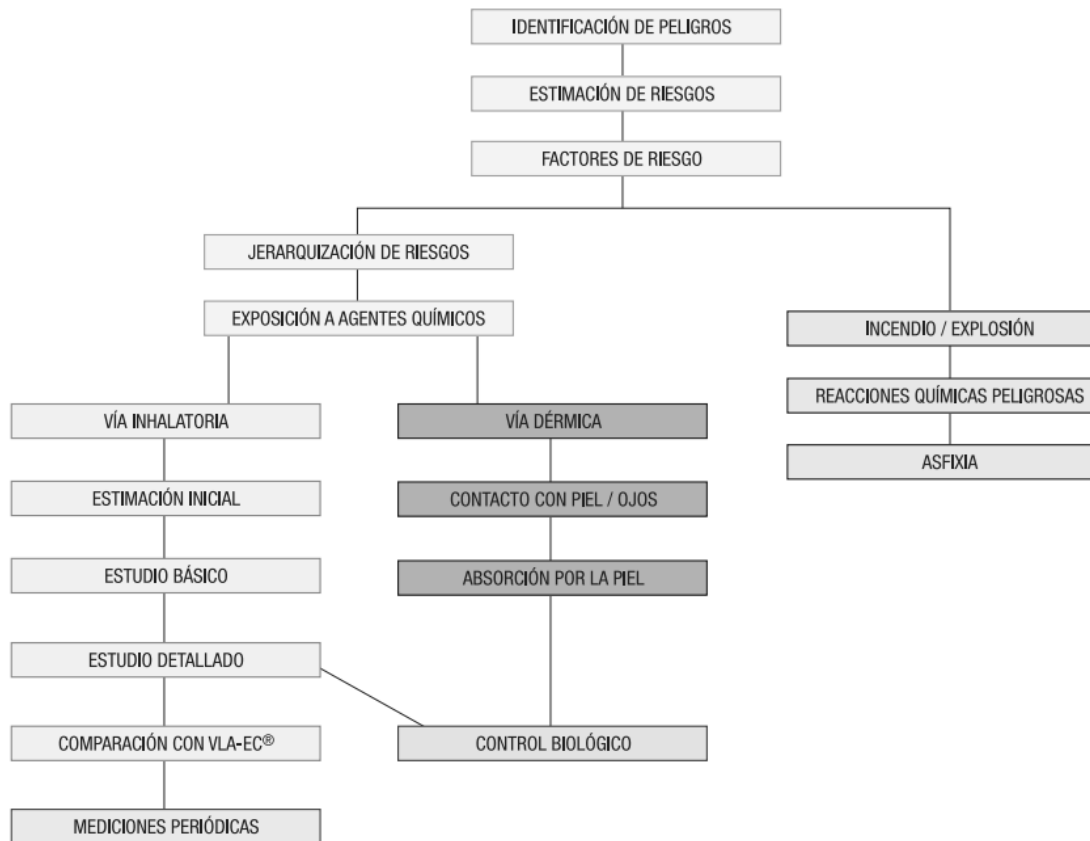 IDENTIFICACIÓN DE PELIGROS
ESTIMACIÓN DE RIESGOS
FACTORES DE RIESGO
JERARQUIZACIÓN DE RIESGOS
EXPOSICIÓN A AGENTES QUÍMICOS
INCENDIO / EXPLOSIÓN
REACCIONES QUÍMICAS PELIGROSAS
ASFIXIA
VÍA INHALATORIA
VÍA DÉRMICA
ESTIMACIÓN INICIAL
CONTACTO CON PIEL / OJOS
ESTUDIO BÁSICO
ABSORCIÓN POR LA PIEL
ESTUDIO DETALLADO
COMPARACIÓN CON VLA-EC®
CONTROL BIOLÓGICO
MEDICIONES PERIÓDICAS